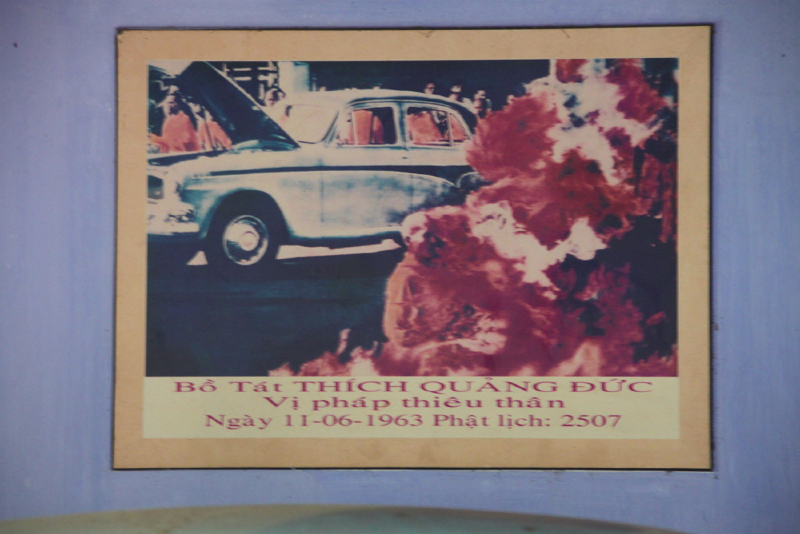 Bồ Tát THÍCH QUẢNG ĐỨC
Vị pháp thiêu thân
Ngày 11-06-1963 Phật lịch: 2507